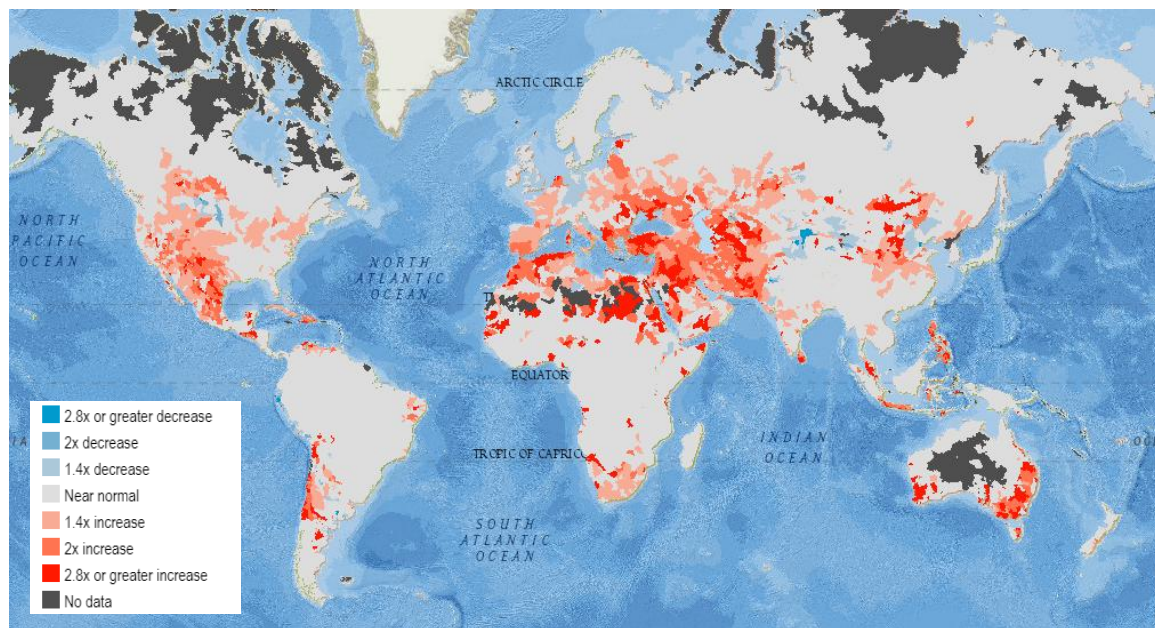 ARCTIC CIRCLE
NORTH
PACIFIC
OCEAN
NORTH
ATLANTIC
OCEAN
EQUATOR
TROPIC OF CAPRIC
INDIAN
OCEAN
SOUTH
ATLANTIC
OCEAN
2.8x or greater decrease
2x decrease
1.4x decrease
Near normal
1.4x increase
2x increase
2.8x or greater increase
No data